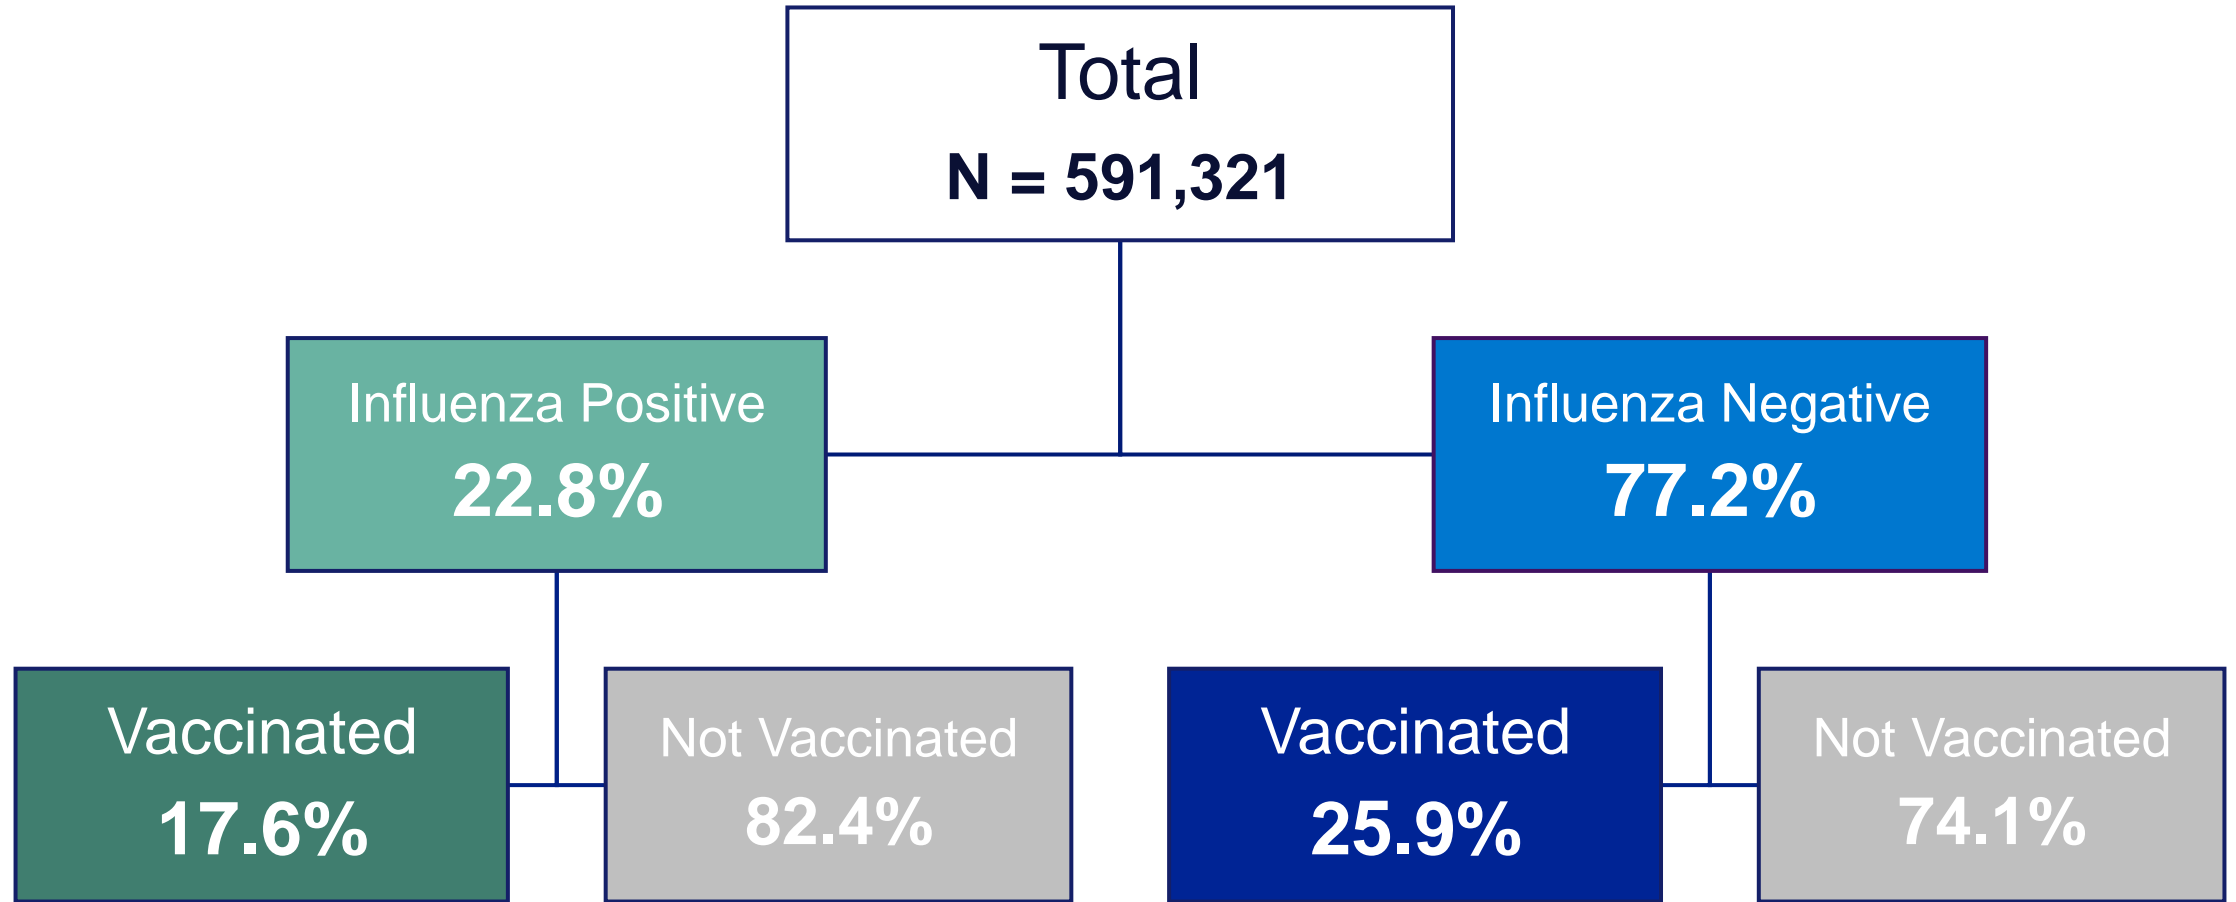 Total
N = 591,321
Influenza Positive
22.8%
Influenza Negative
77.2%
Vaccinated
17.6%
Not Vaccinated
82.4%
Vaccinated
25.9%
Not Vaccinated
74.1%